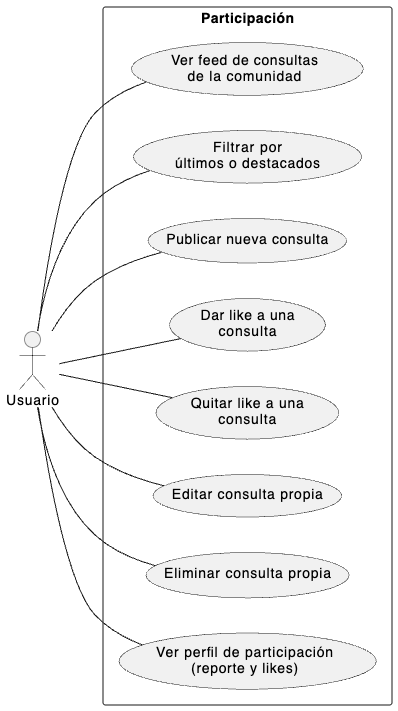 Participación
Ver feed de consultas
de la comunidad
Filtrar por
últimos o destacados
Publicar nueva consulta
Dar like a una
consulta
Usuario
Quitar like a una
consulta
Editar consulta propia
Eliminar consulta propia
Ver perfil de participación
(reporte y likes)